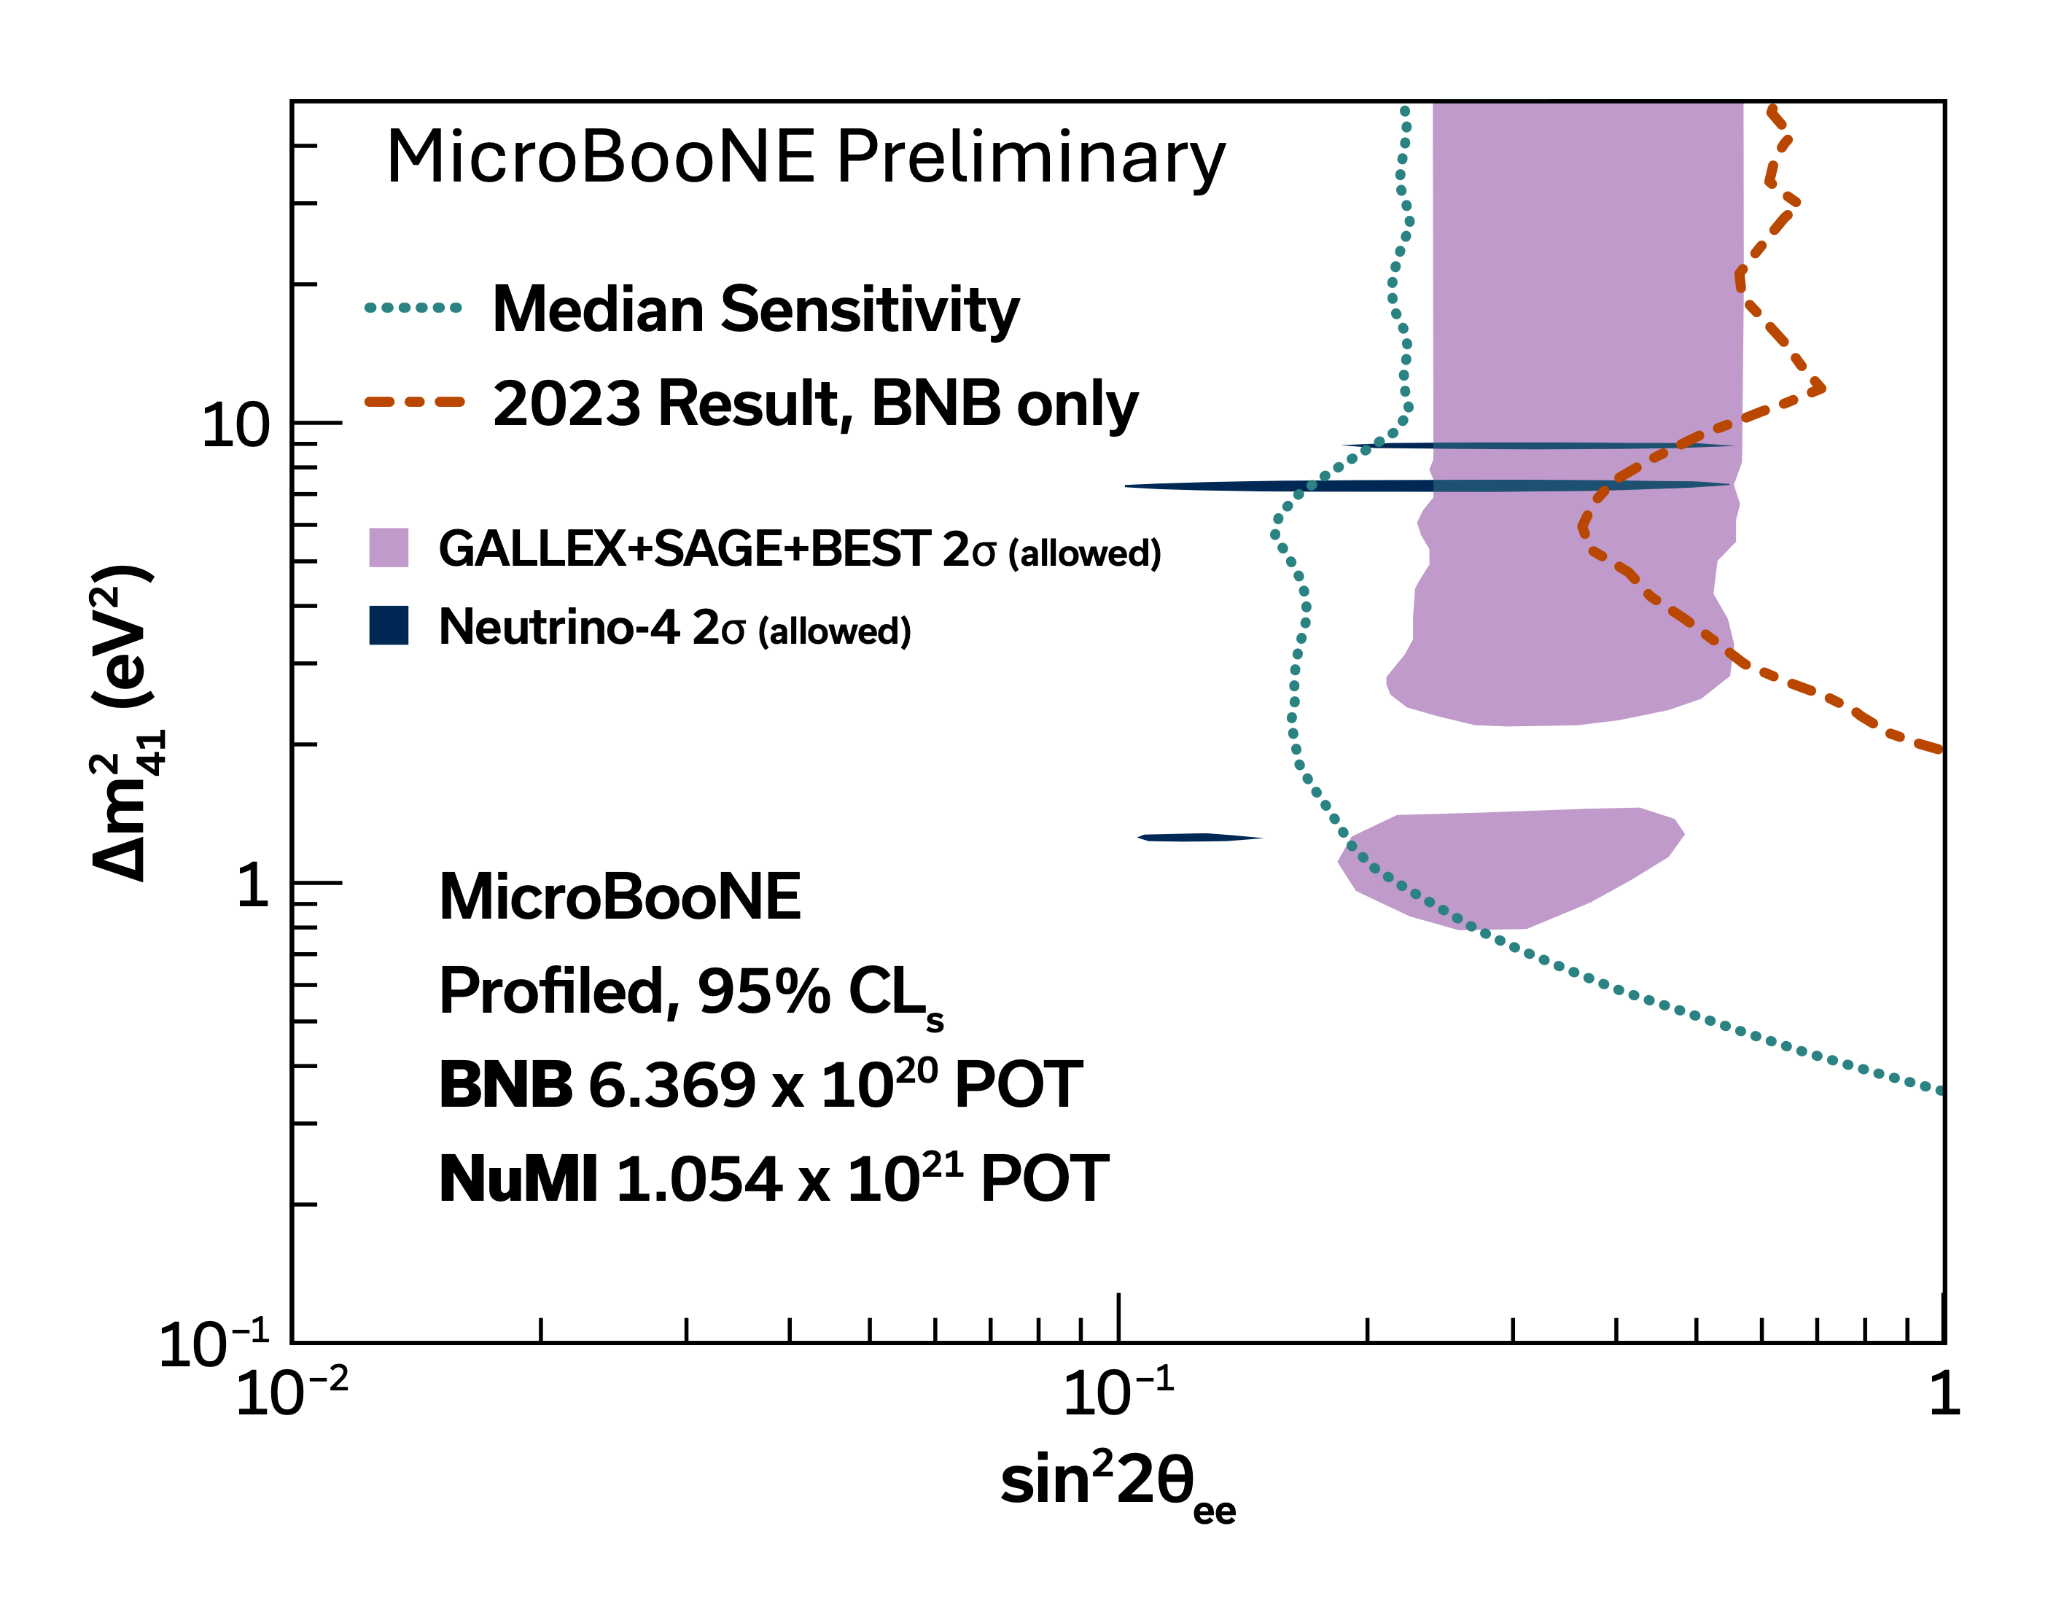 MicroBooNE Preliminary
Median Sensitivity
2023 Result, BNB only
10
GALLEX+SAGE+BEST 2σ (allowed)
Neutrino-4 2σ (allowed)
Δm²₄₁ (eV²)
1
MicroBooNE
Profiled, 95% CLₛ
BNB 6.369 x 10²⁰ POT
NuMI 1.054 x 10²¹ POT
10⁻¹
10⁻² 10⁻¹ 1
sin²2θₑₑ